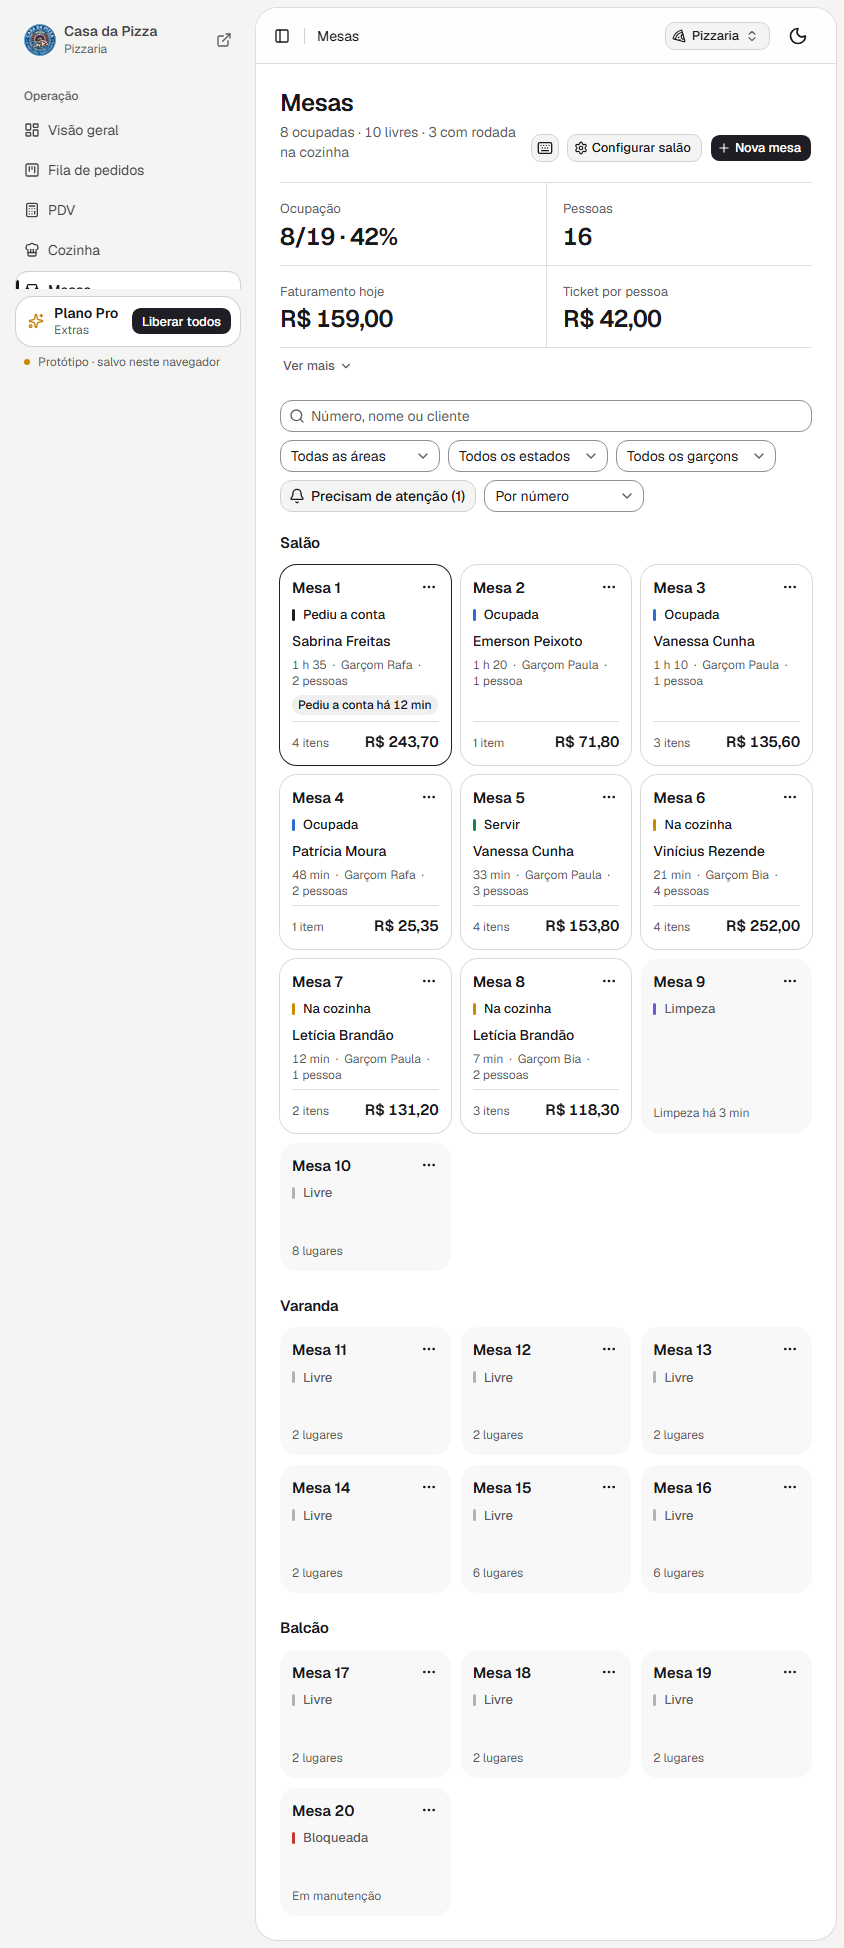 Casa da Pizza
Pizzaria
Operação
Visão geral
Fila de pedidos
PDV
Cozinha
Mesas
Plano Pro
Extras
Liberar todos
Protótipo · salvo neste navegador
Mesas
Pizzaria
Mesas
8 ocupadas · 10 livres · 3 com rodada
na cozinha
Configurar salão
Nova mesa
Ocupação
8/19 · 42%
Pessoas
16
Faturamento hoje
R$ 159,00
Ticket por pessoa
R$ 42,00
Ver mais
Número, nome ou cliente
Todas as áreas
Todos os estados
Todos os garçons
Precisam de atenção (1)
Por número
Salão
Mesa 1
Pediu a conta
Sabrina Freitas
1 h 35 · Garçom Rafa ·
2 pessoas
Pediu a conta há 12 min
4 itens R$ 243,70
Mesa 2
Ocupada
Emerson Peixoto
1 h 20 · Garçom Paula ·
1 pessoa
1 item R$ 71,80
Mesa 3
Ocupada
Vanessa Cunha
1 h 10 · Garçom Paula ·
1 pessoa
3 itens R$ 135,60
Mesa 4
Ocupada
Patrícia Moura
48 min · Garçom Rafa ·
2 pessoas
1 item R$ 25,35
Mesa 5
Servir
Vanessa Cunha
33 min · Garçom Paula ·
3 pessoas
4 itens R$ 153,80
Mesa 6
Na cozinha
Vinícius Rezende
21 min · Garçom Bia ·
4 pessoas
4 itens R$ 252,00
Mesa 7
Na cozinha
Letícia Brandão
12 min · Garçom Paula ·
1 pessoa
2 itens R$ 131,20
Mesa 8
Na cozinha
Letícia Brandão
7 min · Garçom Bia ·
2 pessoas
3 itens R$ 118,30
Mesa 9
Limpeza
Limpeza há 3 min
Mesa 10
Livre
8 lugares
Varanda
Mesa 11
Livre
2 lugares
Mesa 12
Livre
2 lugares
Mesa 13
Livre
2 lugares
Mesa 14
Livre
2 lugares
Mesa 15
Livre
6 lugares
Mesa 16
Livre
6 lugares
Balcão
Mesa 17
Livre
2 lugares
Mesa 18
Livre
2 lugares
Mesa 19
Livre
2 lugares
Mesa 20
Bloqueada
Em manutenção